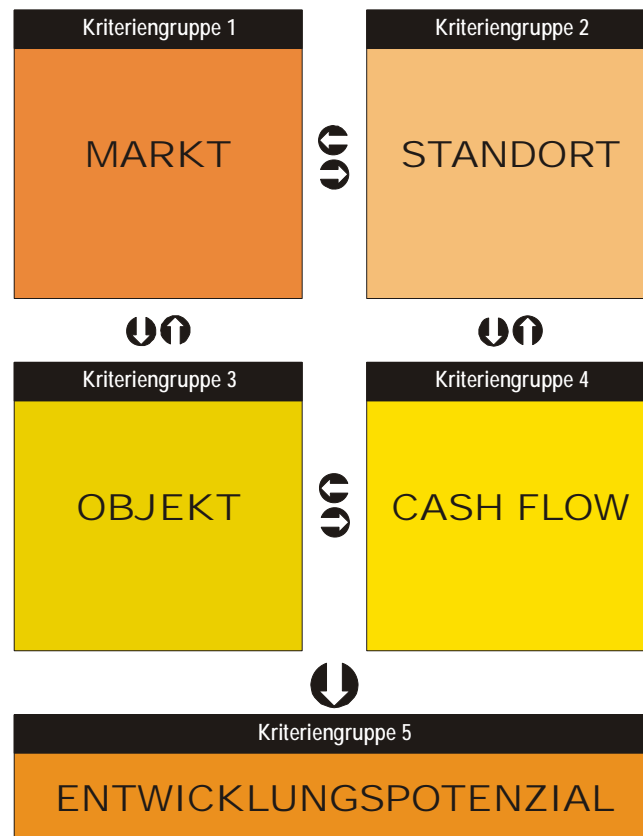 Kriteriengruppe 1
Kriteriengruppe 2
MARKT
STANDORT
Kriteriengruppe 3
Kriteriengruppe 4
OBJEKT
CASH FLOW
Kriteriengruppe 5
ENTWICKLUNGSPOTENZIAL